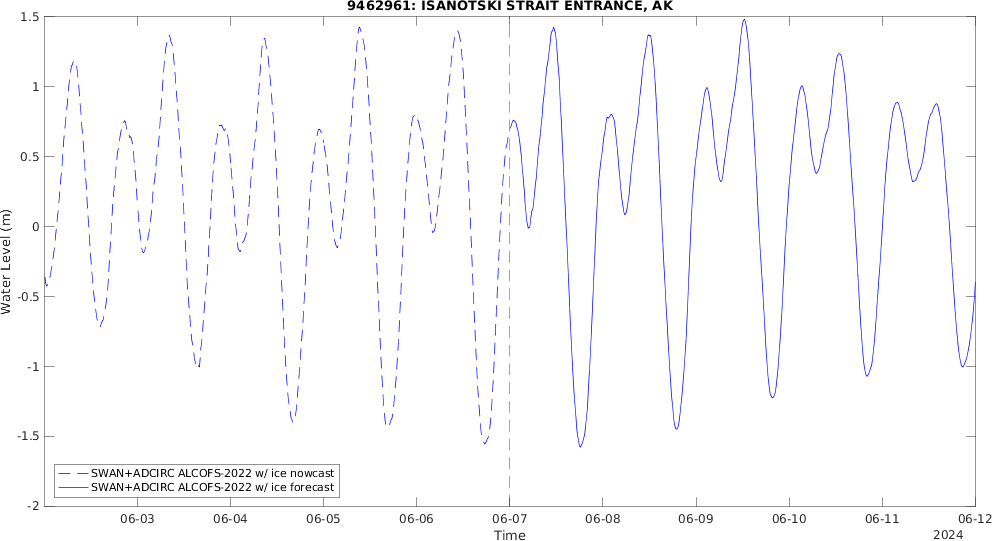 9462961: ISANOTSKI STRAIT ENTRANCE, AK
Water Level (m)
1.5
1
0.5
0
-0.5
-1
-1.5
-2
SWAN+ADCIRC ALCOFS-2022 w/ ice nowcast
SWAN+ADCIRC ALCOFS-2022 w/ ice forecast
06-03 06-04 06-05 06-06 06-07 06-08 06-09 06-10 06-11 06-12
Time
2024